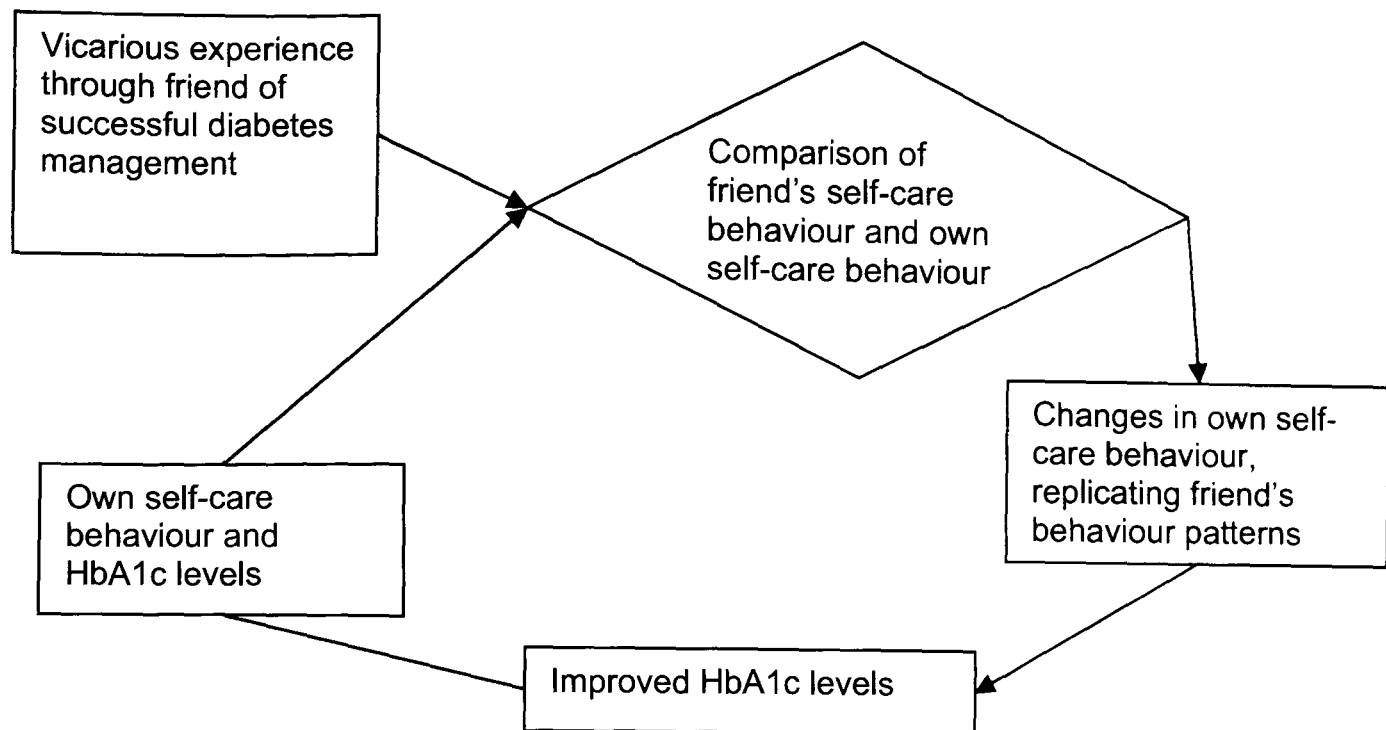 Vicarious experience
through friend of
successful diabetes
management
Comparison of
friend's self-care
behaviour and own
self-care behaviour
Changes in own self-
care behaviour,
replicating friend's
behaviour patterns
Own self-care
behaviour and
HbA1c levels
Improved HbA1c levels